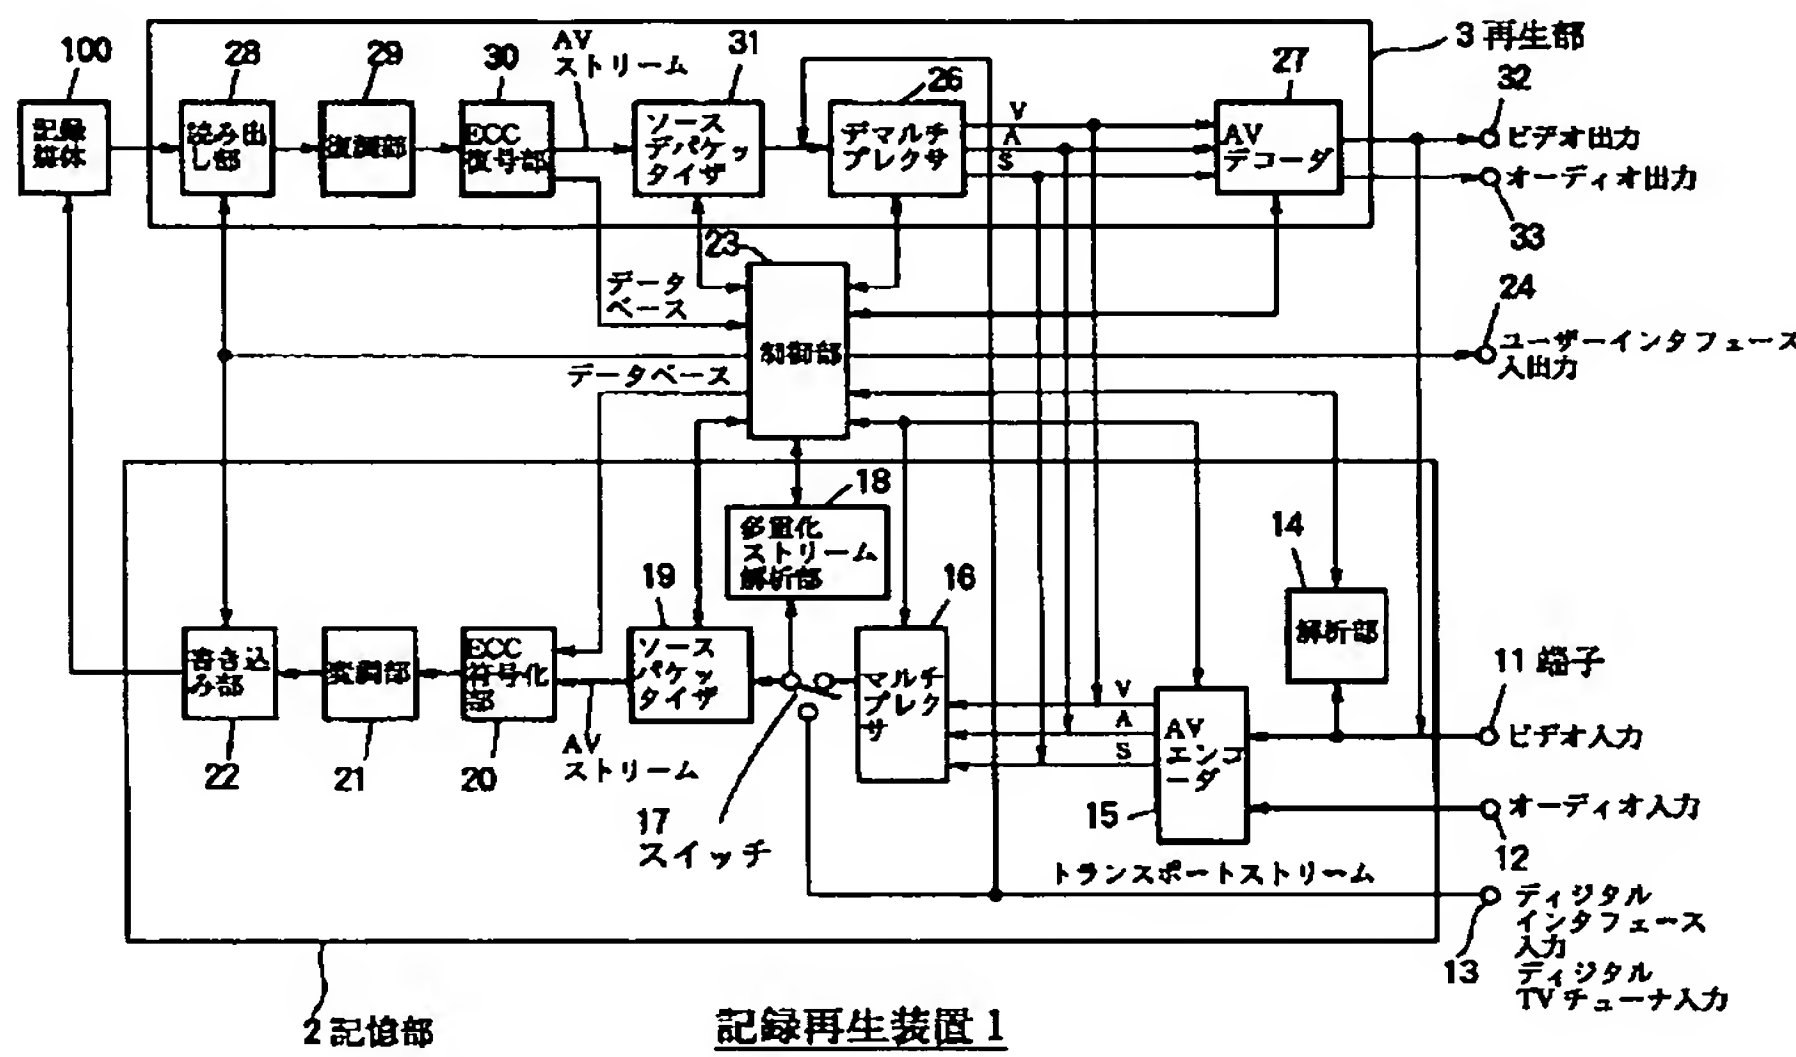 3 再生部
100
28
29
30
AV
ストリーム
31
26
27
32
記録
媒体
読み出
し部
復調部
ECC
復号部
ソース
デパケッ
タイザ
デマルチ
プレクサ
V
A
S
AV
デコーダ
ビデオ出力
オーディオ出力
33
23
データ
ベース
制御部
24
ユーザーインタフェース
入出力
データベース
18
多重化
ストリーム
解析部
14
解析部
19
16
書き込
み部
変調部
ECC
符号化
部
ソース
パケッ
タイザ
マルチ
プレク
サ
V
A
S
AV
エンコ
ーダ
11 端子
ビデオ入力
22
21
20
AV
ストリーム
17
スイッチ
15
オーディオ入力
12
トランスポートストリーム
13
ディジタル
インタフェース
入力
ディジタル
TVチューナ入力
2 記憶部
記録再生装置 1